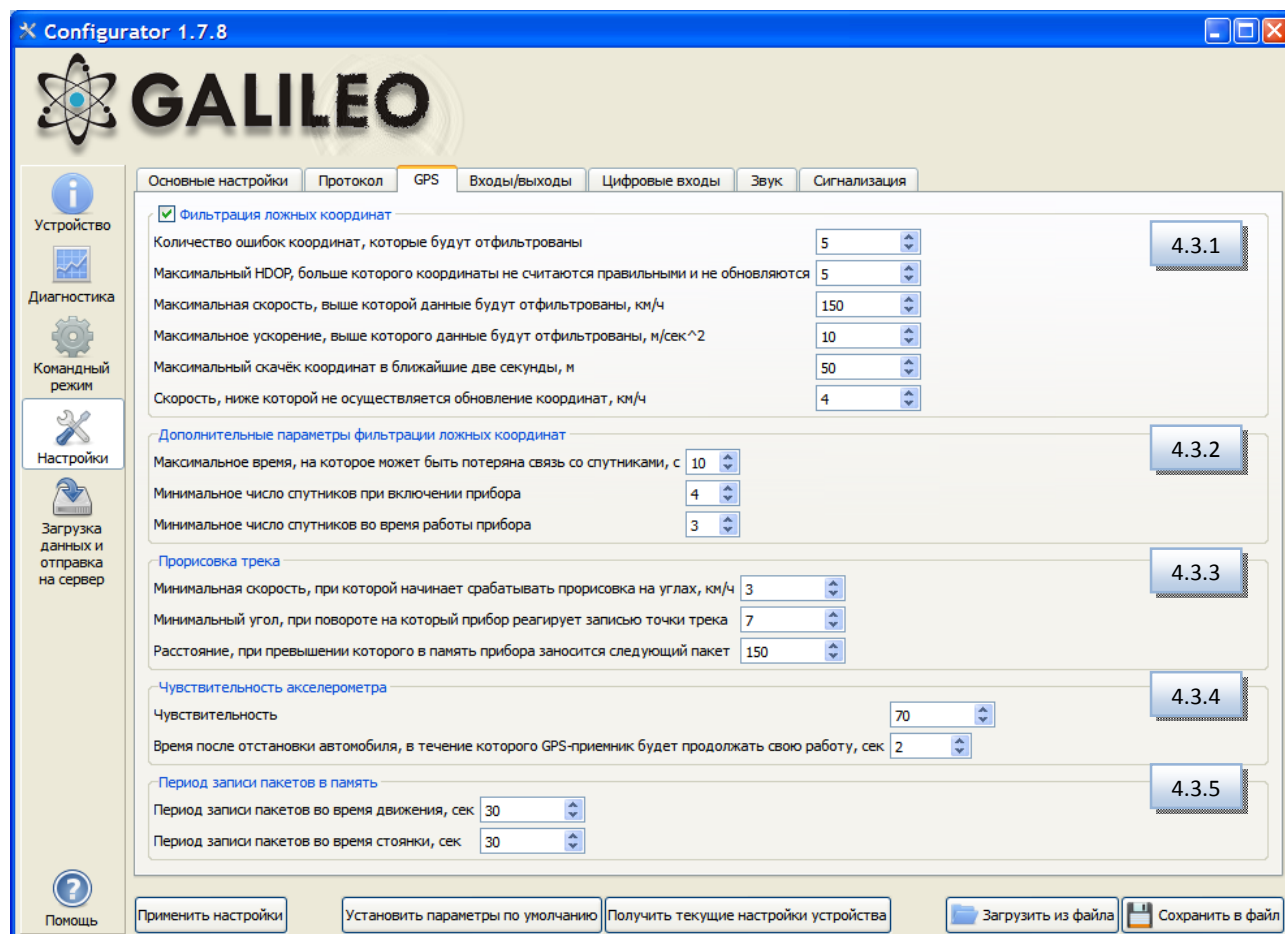 Configurator 1.7.8
GALILEO
Основные настройки Протокол GPS Входы/выходы Цифровые входы Звук Сигнализация
Устройство
Диагностика
Командный
режим
Настройки
Загрузка
данных и
отправка
на сервер
Помощь
Фильтрация ложных координат
4.3.1
Количество ошибок координат, которые будут отфильтрованы 5
Максимальный HDOP, больше которого координаты не считаются правильными и не обновляются 5
Максимальная скорость, выше которой данные будут отфильтрованы, км/ч 150
Максимальное ускорение, выше которого данные будут отфильтрованы, м/сек^2 10
Максимальный скачёк координат в ближайшие две секунды, м 50
Скорость, ниже которой не осуществляется обновление координат, км/ч 4
Дополнительные параметры фильтрации ложных координат
4.3.2
Максимальное время, на которое может быть потеряна связь со спутниками, с 10
Минимальное число спутников при включении прибора 4
Минимальное число спутников во время работы прибора 3
Прорисовка трека
4.3.3
Минимальная скорость, при которой начинает срабатывать прорисовка на углах, км/ч 3
Минимальный угол, при повороте на который прибор реагирует записью точки трека 7
Расстояние, при превышении которого в память прибора заносится следующий пакет 150
Чувствительность акселерометра
4.3.4
Чувствительность 70
Время после отстановки автомобиля, в течение которого GPS-приемник будет продолжать свою работу, сек 2
Период записи пакетов в память
4.3.5
Период записи пакетов во время движения, сек 30
Период записи пакетов во время стоянки, сек 30
Применить настройки Установить параметры по умолчанию Получить текущие настройки устройства Загрузить из файла Сохранить в файл